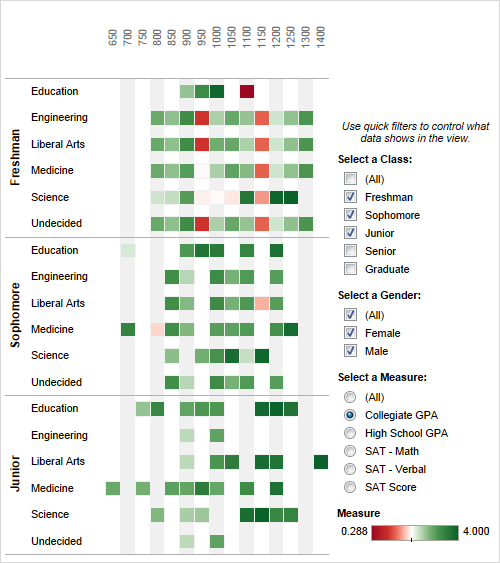 650 700 750 800 850 900 950 1000 1050 1100 1150 1200 1250 1300 1400
Freshman
Education
Engineering
Liberal Arts
Medicine
Science
Undecided
Sophomore
Education
Engineering
Liberal Arts
Medicine
Science
Undecided
Junior
Education
Engineering
Liberal Arts
Medicine
Science
Undecided
Use quick filters to control what
data shows in the view.
Select a Class:
(All)
Freshman
Sophomore
Junior
Senior
Graduate
Select a Gender:
(All)
Female
Male
Select a Measure:
(All)
Collegiate GPA
High School GPA
SAT - Math
SAT - Verbal
SAT Score
Measure
0.288 4.000